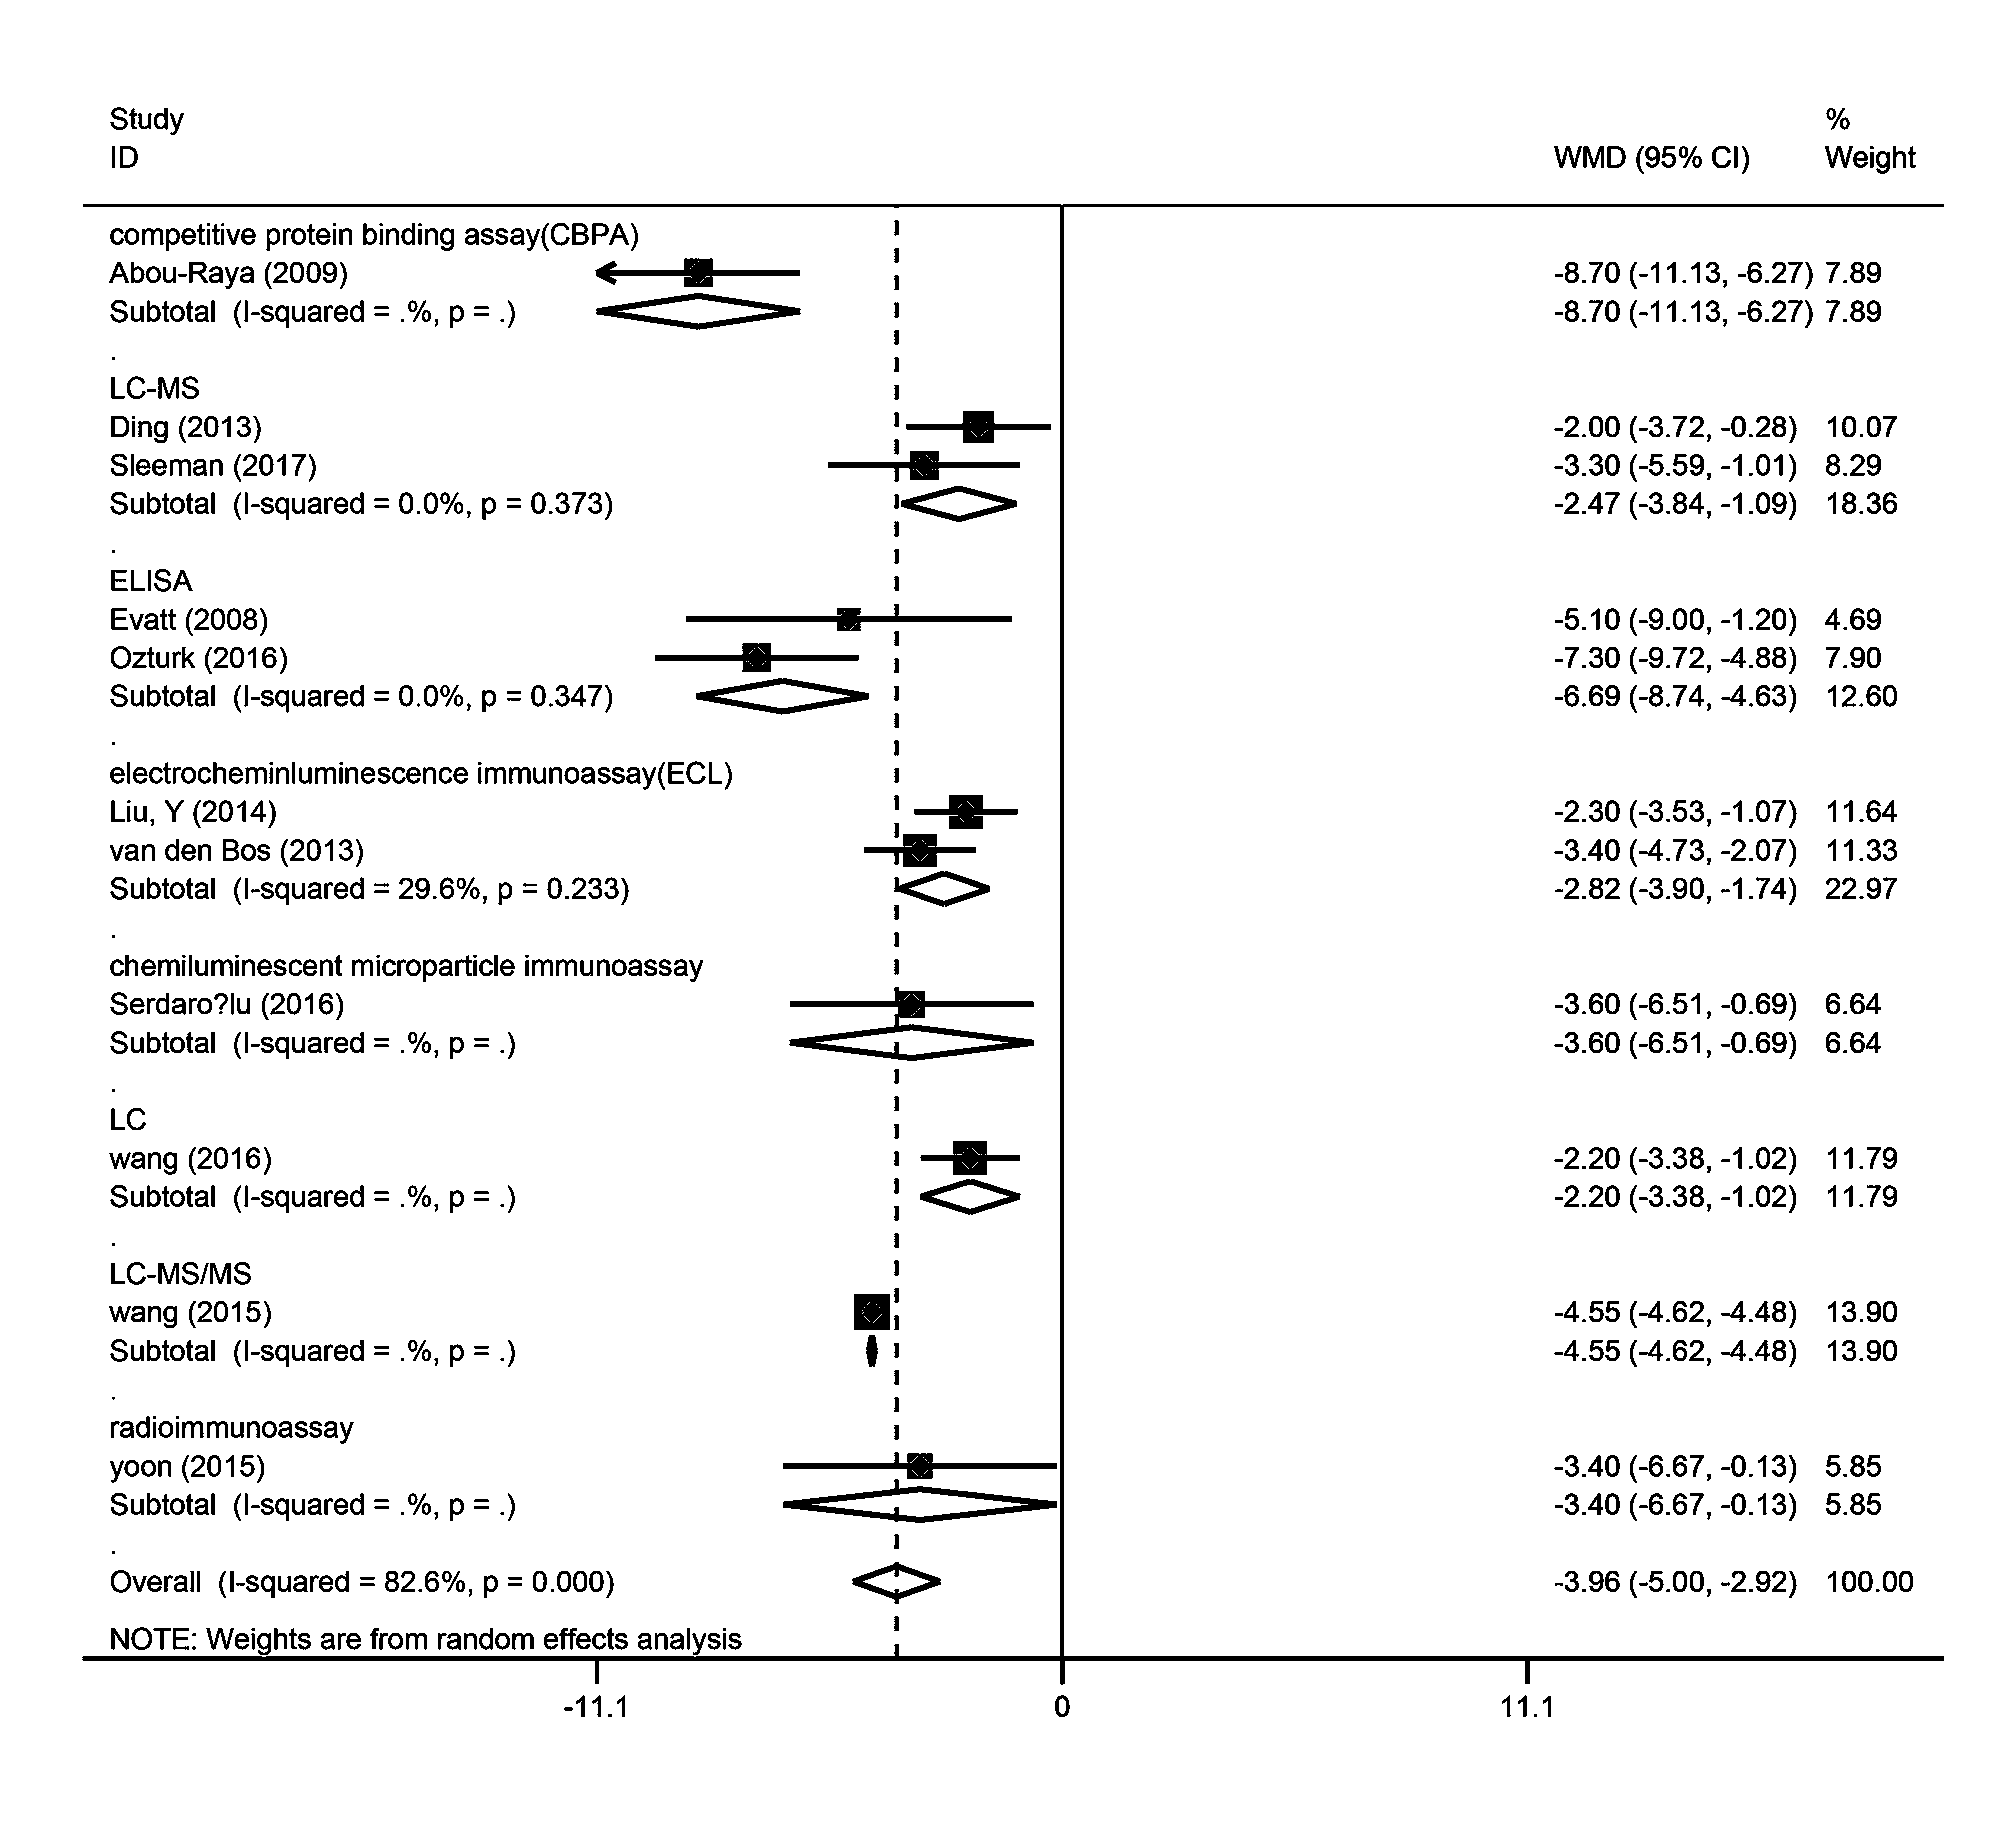 Study %
ID WMD (95% CI) Weight
competitive protein binding assay(CBPA)
Abou-Raya (2009) -8.70 (-11.13, -6.27) 7.89
Subtotal (I-squared = .%, p = .) -8.70 (-11.13, -6.27) 7.89
.
LC-MS
Ding (2013) -2.00 (-3.72, -0.28) 10.07
Sleeman (2017) -3.30 (-5.59, -1.01) 8.29
Subtotal (I-squared = 0.0%, p = 0.373) -2.47 (-3.84, -1.09) 18.36
.
ELISA
Evatt (2008) -5.10 (-9.00, -1.20) 4.69
Ozturk (2016) -7.30 (-9.72, -4.88) 7.90
Subtotal (I-squared = 0.0%, p = 0.347) -6.69 (-8.74, -4.63) 12.60
.
electrocheminluminescence immunoassay(ECL)
Liu, Y (2014) -2.30 (-3.53, -1.07) 11.64
van den Bos (2013) -3.40 (-4.73, -2.07) 11.33
Subtotal (I-squared = 29.6%, p = 0.233) -2.82 (-3.90, -1.74) 22.97
.
chemiluminescent microparticle immunoassay
Serdaro?lu (2016) -3.60 (-6.51, -0.69) 6.64
Subtotal (I-squared = .%, p = .) -3.60 (-6.51, -0.69) 6.64
.
LC
wang (2016) -2.20 (-3.38, -1.02) 11.79
Subtotal (I-squared = .%, p = .) -2.20 (-3.38, -1.02) 11.79
.
LC-MS/MS
wang (2015) -4.55 (-4.62, -4.48) 13.90
Subtotal (I-squared = .%, p = .) -4.55 (-4.62, -4.48) 13.90
.
radioimmunoassay
yoon (2015) -3.40 (-6.67, -0.13) 5.85
Subtotal (I-squared = .%, p = .) -3.40 (-6.67, -0.13) 5.85
.
Overall (I-squared = 82.6%, p = 0.000) -3.96 (-5.00, -2.92) 100.00
NOTE: Weights are from random effects analysis
-11.1 0 11.1